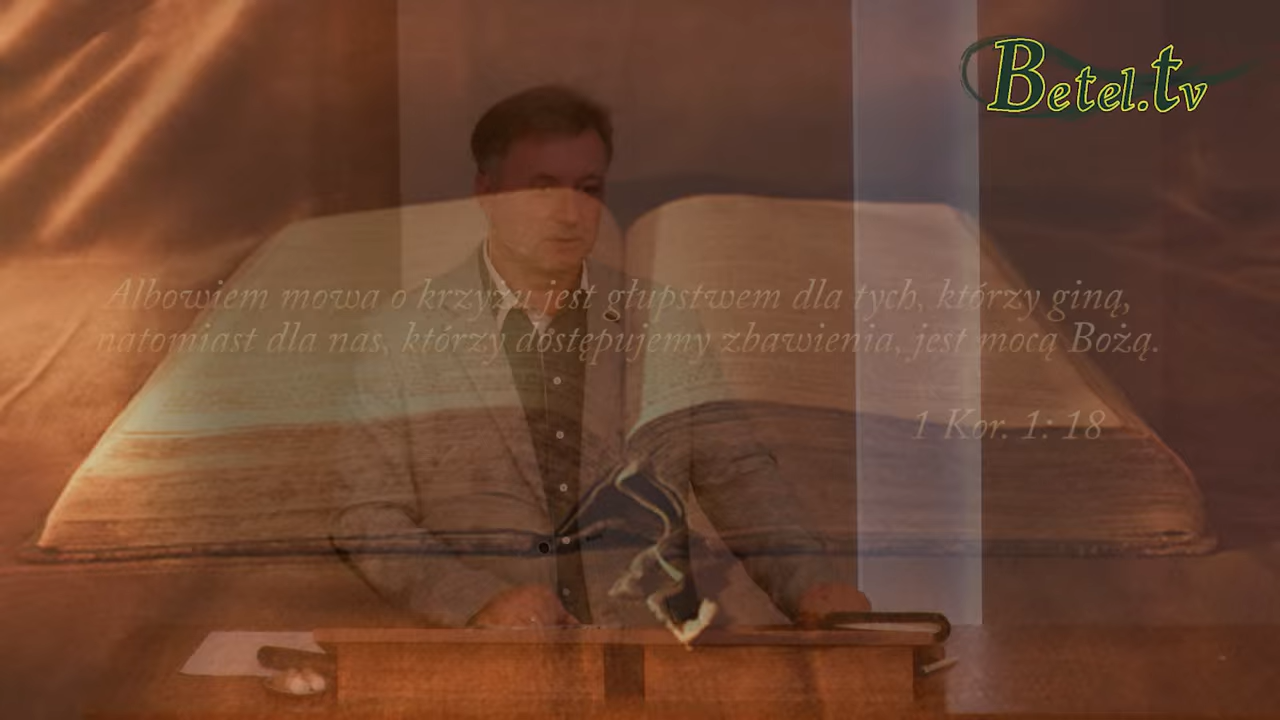 Betel.tv
Albowiem mowa o krzyżu jest głupstwem dla tych, którzy giną,
natomiast dla nas, którzy dostępujemy zbawienia, jest mocą Bożą.
1 Kor. 1: 18